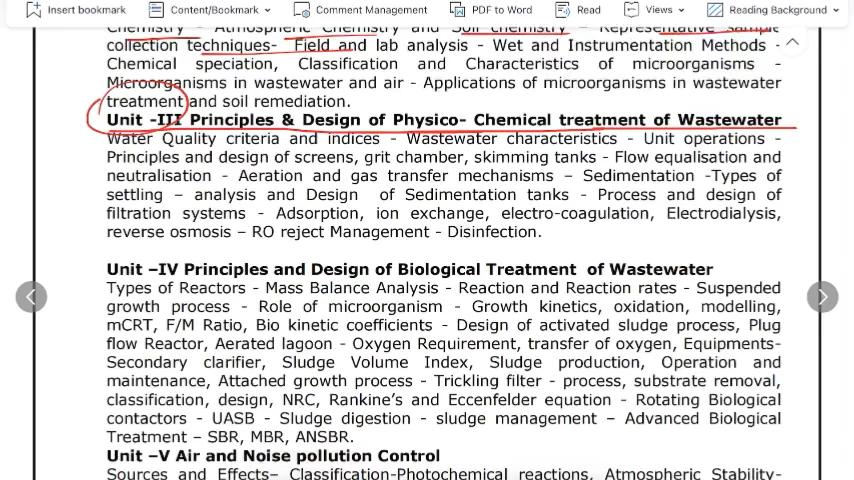 Insert bookmark Content/Bookmark Comment Management PDF to Word Read Views Reading Background
Chemistry - Atmospheric Chemistry and Soil chemistry - Representative sample
collection techniques- Field and lab analysis - Wet and Instrumentation Methods -
Chemical speciation, Classification and Characteristics of microorganisms -
Microorganisms in wastewater and air - Applications of microorganisms in wastewater
treatment and soil remediation.
Unit -III Principles & Design of Physico- Chemical treatment of Wastewater
Water Quality criteria and indices - Wastewater characteristics - Unit operations -
Principles and design of screens, grit chamber, skimming tanks - Flow equalisation and
neutralisation - Aeration and gas transfer mechanisms – Sedimentation -Types of
settling – analysis and Design of Sedimentation tanks - Process and design of
filtration systems - Adsorption, ion exchange, electro-coagulation, Electrodialysis,
reverse osmosis – RO reject Management - Disinfection.
Unit –IV Principles and Design of Biological Treatment of Wastewater
Types of Reactors - Mass Balance Analysis - Reaction and Reaction rates - Suspended
growth process - Role of microorganism - Growth kinetics, oxidation, modelling,
mCRT, F/M Ratio, Bio kinetic coefficients - Design of activated sludge process, Plug
flow Reactor, Aerated lagoon - Oxygen Requirement, transfer of oxygen, Equipments-
Secondary clarifier, Sludge Volume Index, Sludge production, Operation and
maintenance, Attached growth process - Trickling filter - process, substrate removal,
classification, design, NRC, Rankine's and Eccenfelder equation - Rotating Biological
contactors - UASB - Sludge digestion - sludge management – Advanced Biological
Treatment – SBR, MBR, ANSBR.
Unit –V Air and Noise pollution Control
Sources and Effects– Classification-Photochemical reactions, Atmospheric Stability-